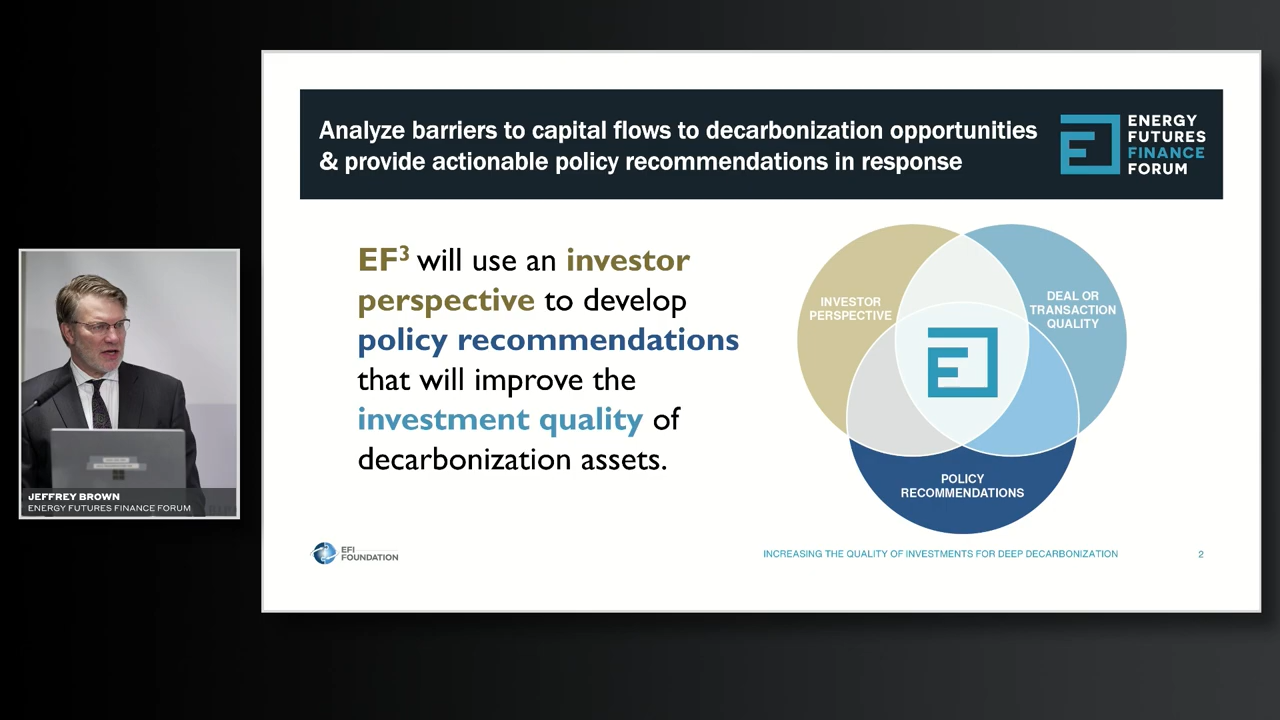 Analyze barriers to capital flows to decarbonization opportunities
& provide actionable policy recommendations in response
ENERGY
FUTURES
FINANCE
FORUM
EF³ will use an investor
perspective to develop
policy recommendations
that will improve the
investment quality of
decarbonization assets.
INVESTOR
PERSPECTIVE
DEAL OR
TRANSACTION
QUALITY
POLICY
RECOMMENDATIONS
JEFFREY BROWN
ENERGY FUTURES FINANCE FORUM
EFI
FOUNDATION
INCREASING THE QUALITY OF INVESTMENTS FOR DEEP DECARBONIZATION
2